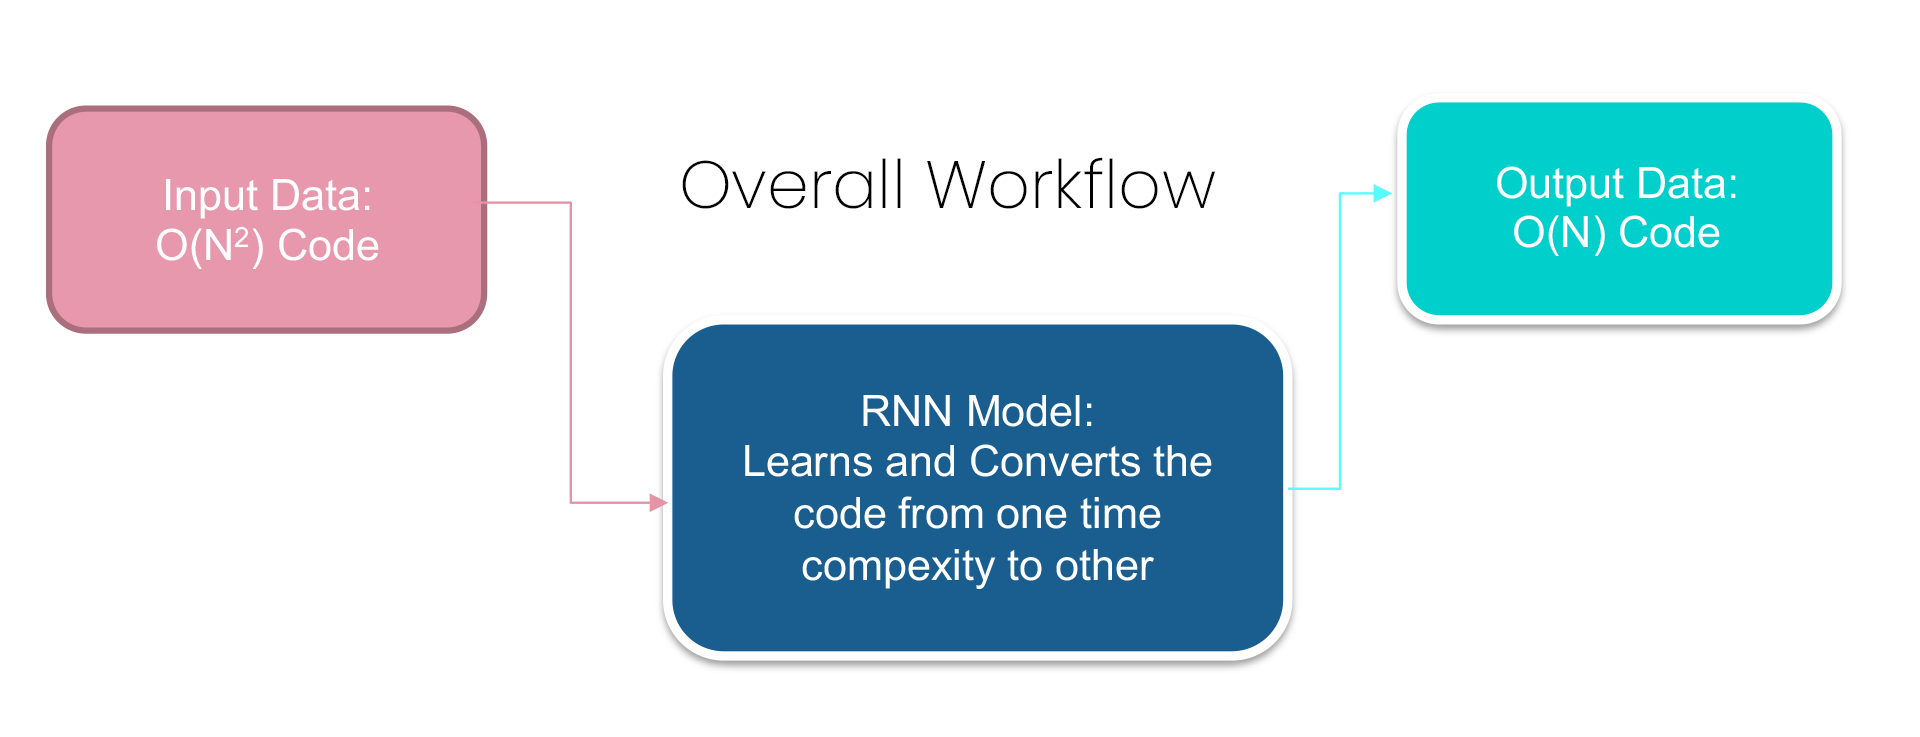 Overall Workflow
Input Data:
O(N²) Code
RNN Model:
Learns and Converts the
code from one time
compexity to other
Output Data:
O(N) Code